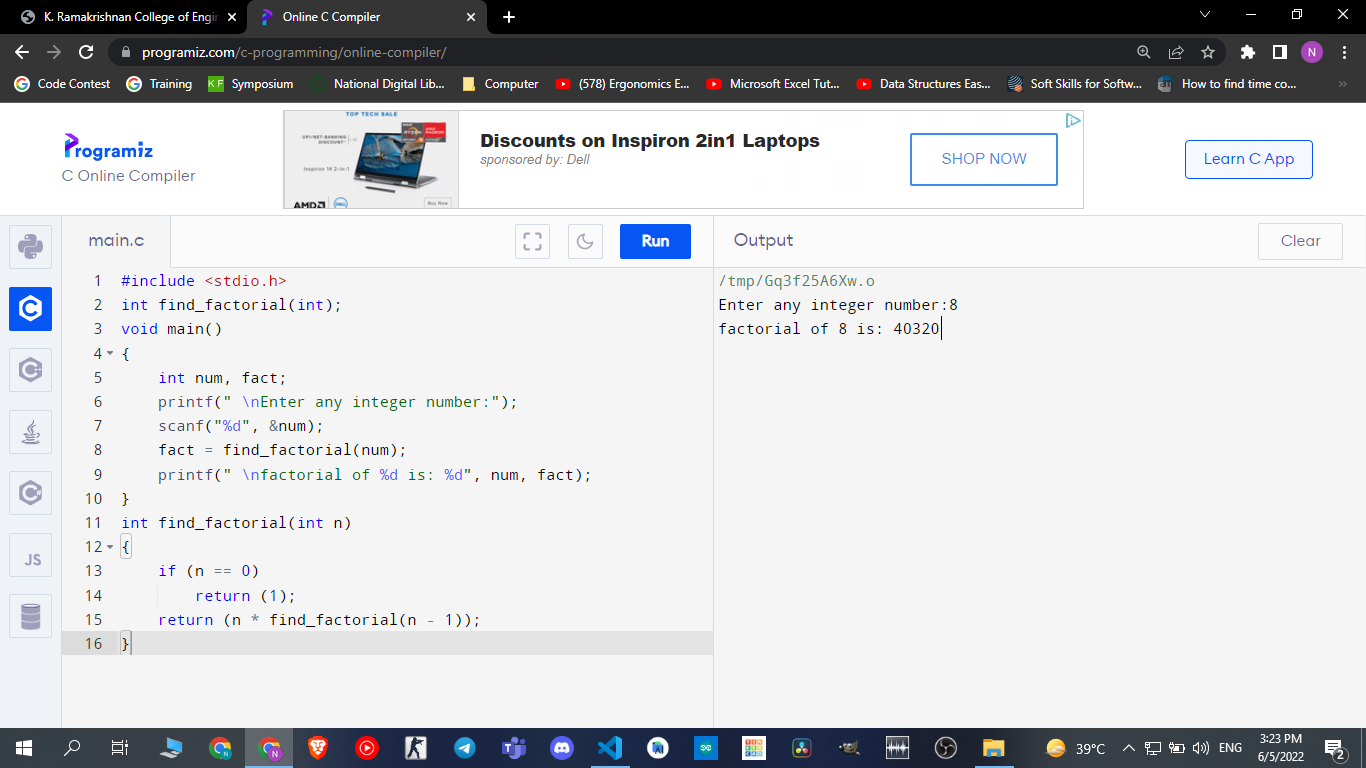 K. Ramakrishnan College of Engin
Online C Compiler
programiz.com/c-programming/online-compiler/
N
Code Contest
Training
KF Symposium
National Digital Lib...
Computer
(578) Ergonomics E...
Microsoft Excel Tut...
Data Structures Eas...
Soft Skills for Softw...
How to find time co...
Programiz
C Online Compiler
TOP TECH SALE
UPI/NET-BANKING
DISCOUNT*
Inspiron 14 2-in-1
AMD
DELL
Buy Now
Discounts on Inspiron 2in1 Laptops
sponsored by: Dell
SHOP NOW
Learn C App
main.c
Run
Output
Clear
1 #include <stdio.h>
2 int find_factorial(int);
3 void main()
4 {
5 int num, fact;
6 printf(" \nEnter any integer number:");
7 scanf("%d", &num);
8 fact = find_factorial(num);
9 printf(" \nfactorial of %d is: %d", num, fact);
10 }
11 int find_factorial(int n)
12 {
13 if (n == 0)
14 return (1);
15 return (n * find_factorial(n - 1));
16 }
/tmp/Gq3f25A6Xw.o
Enter any integer number:8
factorial of 8 is: 40320
JS
39°C
ENG
3:23 PM
6/5/2022
2